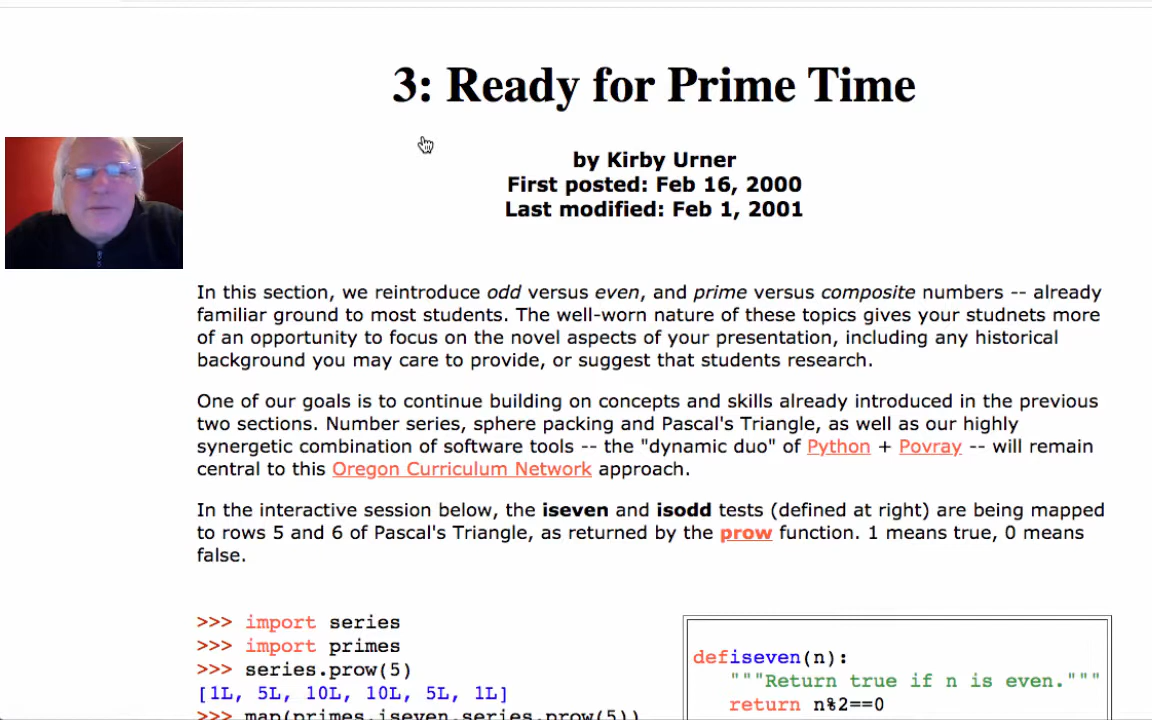 3: Ready for Prime Time
by Kirby Urner
First posted: Feb 16, 2000
Last modified: Feb 1, 2001
In this section, we reintroduce odd versus even, and prime versus composite numbers -- already
familiar ground to most students. The well-worn nature of these topics gives your studnets more
of an opportunity to focus on the novel aspects of your presentation, including any historical
background you may care to provide, or suggest that students research.
One of our goals is to continue building on concepts and skills already introduced in the previous
two sections. Number series, sphere packing and Pascal's Triangle, as well as our highly
synergetic combination of software tools -- the "dynamic duo" of Python + Povray -- will remain
central to this Oregon Curriculum Network approach.
In the interactive session below, the iseven and isodd tests (defined at right) are being mapped
to rows 5 and 6 of Pascal's Triangle, as returned by the prow function. 1 means true, 0 means
false.
>>> import series
>>> import primes
>>> series.prow(5)
[1L, 5L, 10L, 10L, 5L, 1L]
>>> map(primes.iseven,series.prow(5))
defiseven(n):
"""Return true if n is even."""
return n%2==0